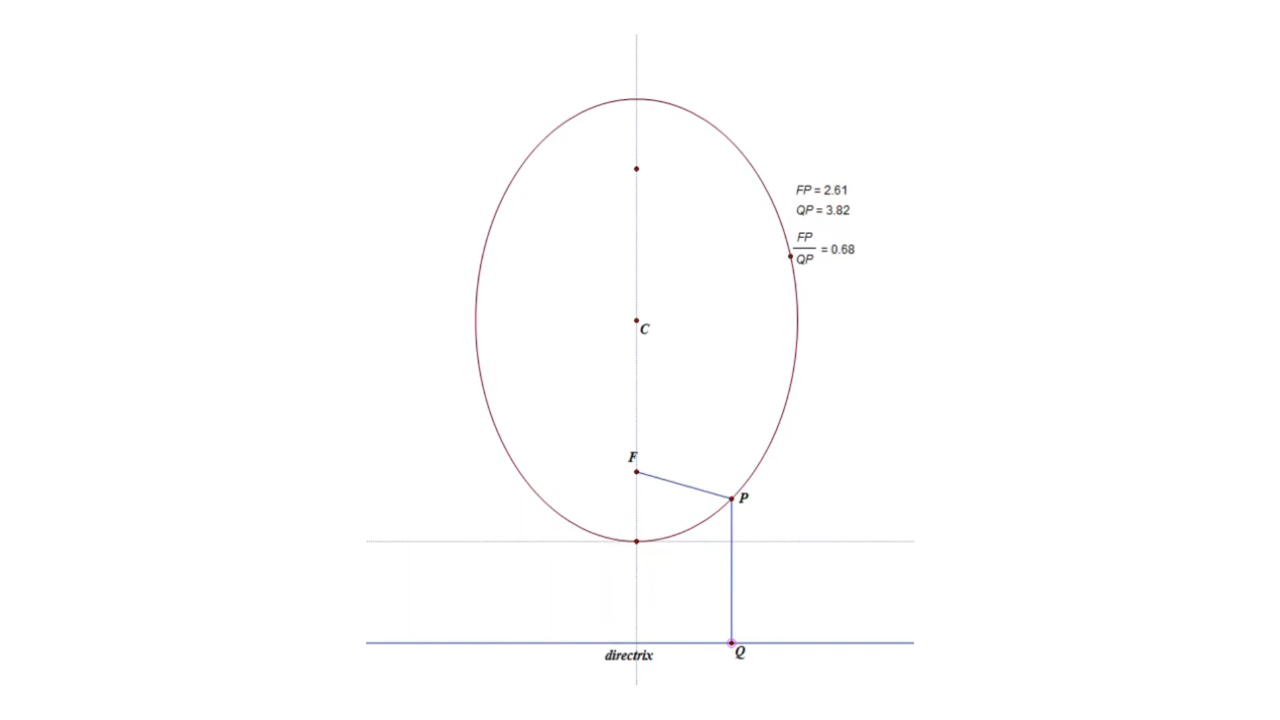 FP = 2.61
QP = 3.82
FP
QP
= 0.68
C
F
P
Q
directrix